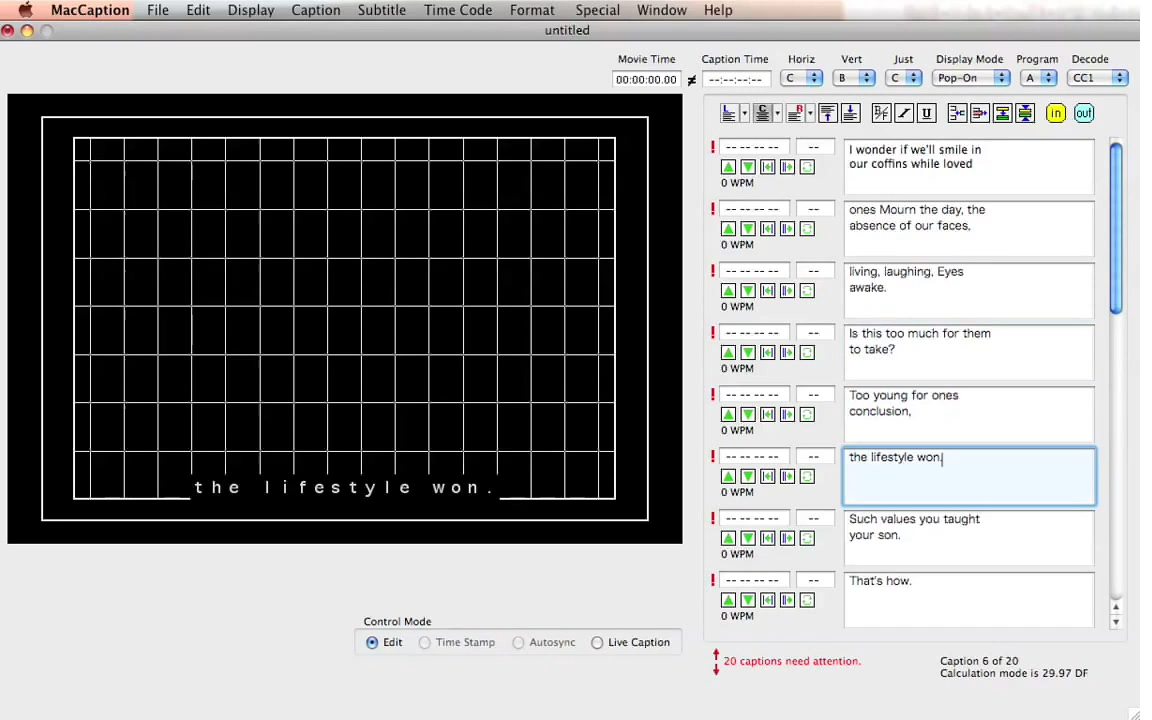 MacCaption File Edit Display Caption Subtitle Time Code Format Special Window Help
untitled
Movie Time Caption Time Horiz Vert Just Display Mode Program Decode
00:00:00.00 ≠ --:--:--:-- C B C Pop-On A CC1
L C R B/F U in out
! -- -- -- -- --
0 WPM
I wonder if we'll smile in
our coffins while loved
! -- -- -- -- --
0 WPM
ones Mourn the day, the
absence of our faces,
! -- -- -- -- --
0 WPM
living, laughing, Eyes
awake.
! -- -- -- -- --
0 WPM
Is this too much for them
to take?
! -- -- -- -- --
0 WPM
Too young for ones
conclusion,
! -- -- -- -- --
0 WPM
the lifestyle won.
! -- -- -- -- --
0 WPM
Such values you taught
your son.
! -- -- -- -- --
0 WPM
That's how.
the lifestyle won.
Control Mode
Edit Time Stamp Autosync Live Caption
20 captions need attention.
Caption 6 of 20
Calculation mode is 29.97 DF